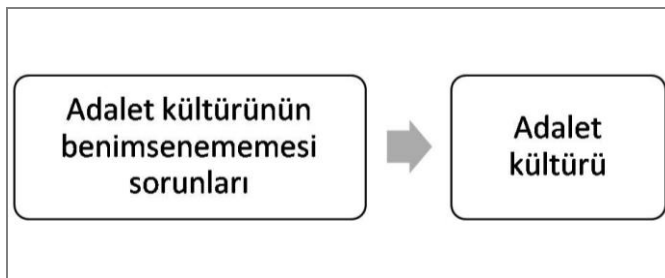 Adalet kültürünün
benimsenememesi
sorunları
Adalet
kültürü